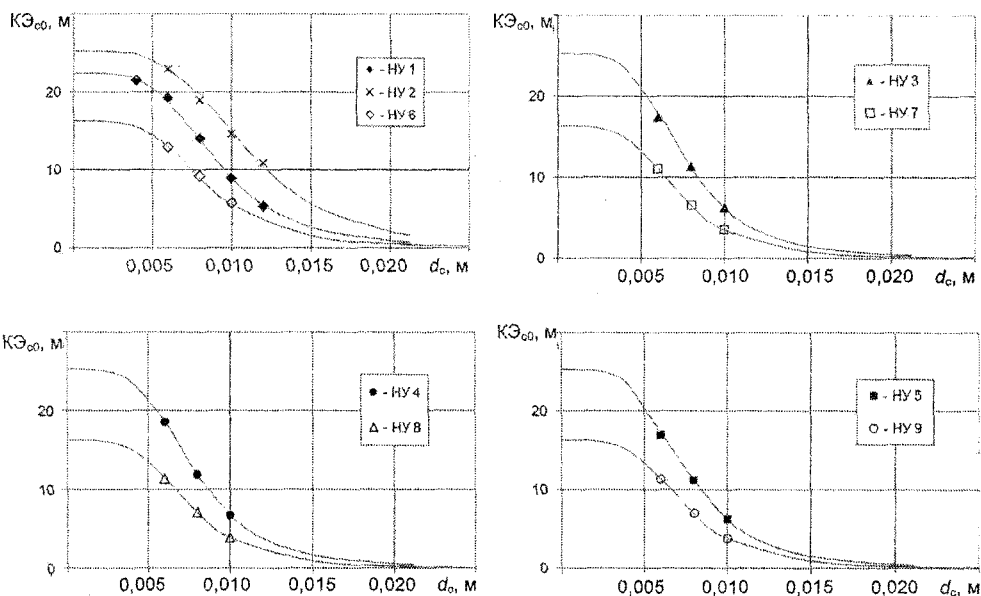 КЭс0, м
20
10
0
0,005 0,010 0,015 0,020 dс, м
◆ - НУ 1
× - НУ 2
◇ - НУ 6
КЭс0, м
20
10
0
0,005 0,010 0,015 0,020 dс, м
▲ - НУ 3
□ - НУ 7
КЭс0, м
20
10
0
0,005 0,010 0,015 0,020 dс, м
● - НУ 4
△ - НУ 8
КЭс0, м
20
10
0
0,005 0,010 0,015 0,020 dс, м
■ - НУ 5
○ - НУ 9